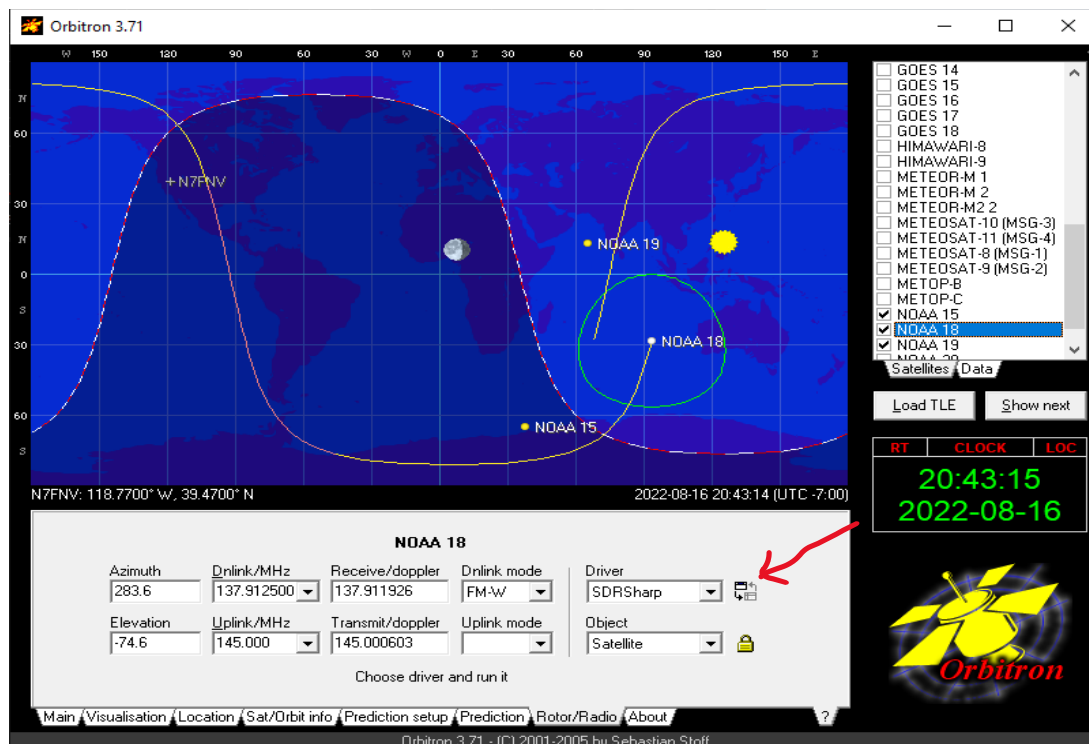 Orbitron 3.71
W 150 120 90 60 30 W 0 E 30 60 90 120 150 E
N
60
30
N
0
S
30
60
S
N7FNV
NOAA 19
NOAA 18
NOAA 15
N7FNV: 118.7700° W, 39.4700° N 2022-08-16 20:43:14 (UTC -7:00)
GOES 14
GOES 15
GOES 16
GOES 17
GOES 18
HIMAWARI-8
HIMAWARI-9
METEOR-M 1
METEOR-M 2
METEOR-M2 2
METEOSAT-10 (MSG-3)
METEOSAT-11 (MSG-4)
METEOSAT-8 (MSG-1)
METEOSAT-9 (MSG-2)
METOP-B
METOP-C
NOAA 15
NOAA 18
NOAA 19
NOAA 20
Satellites Data
Load TLE Show next
RT CLOCK LOC
20:43:15
2022-08-16
Orbitron
NOAA 18
Azimuth Dnlink/MHz Receive/doppler Dnlink mode Driver
283.6 137.912500 137.911926 FM-W SDRSharp
Elevation Uplink/MHz Transmit/doppler Uplink mode Object
-74.6 145.000 145.000603 Satellite
Choose driver and run it
Main Visualisation Location Sat/Orbit info Prediction setup Prediction Rotor/Radio About ?
Orbitron 3.71 - (C) 2001-2005 by Sebastian Stoff